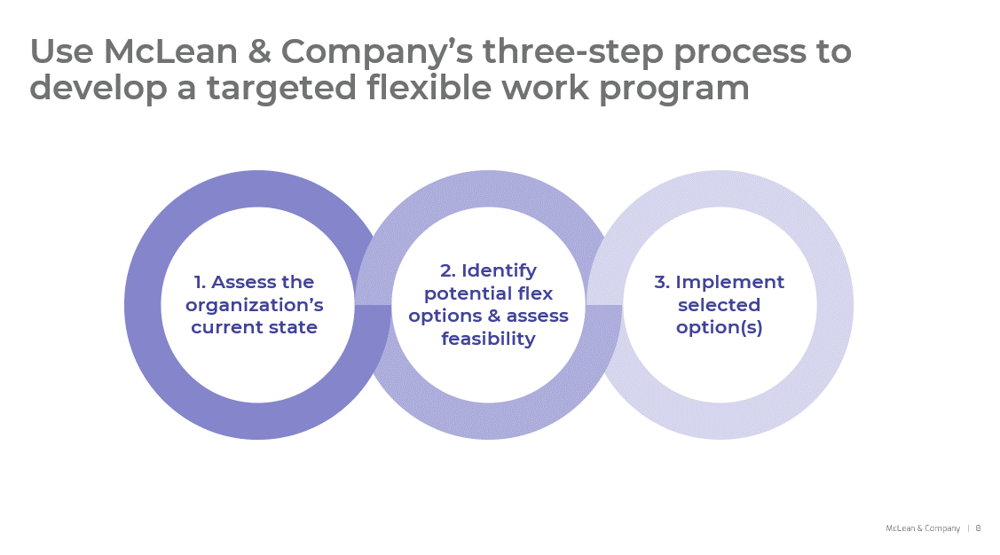 Use McLean & Company’s three-step process to
develop a targeted flexible work program
1. Assess the
organization’s
current state
2. Identify
potential flex
options & assess
feasibility
3. Implement
selected
option(s)
McLean & Company | 8